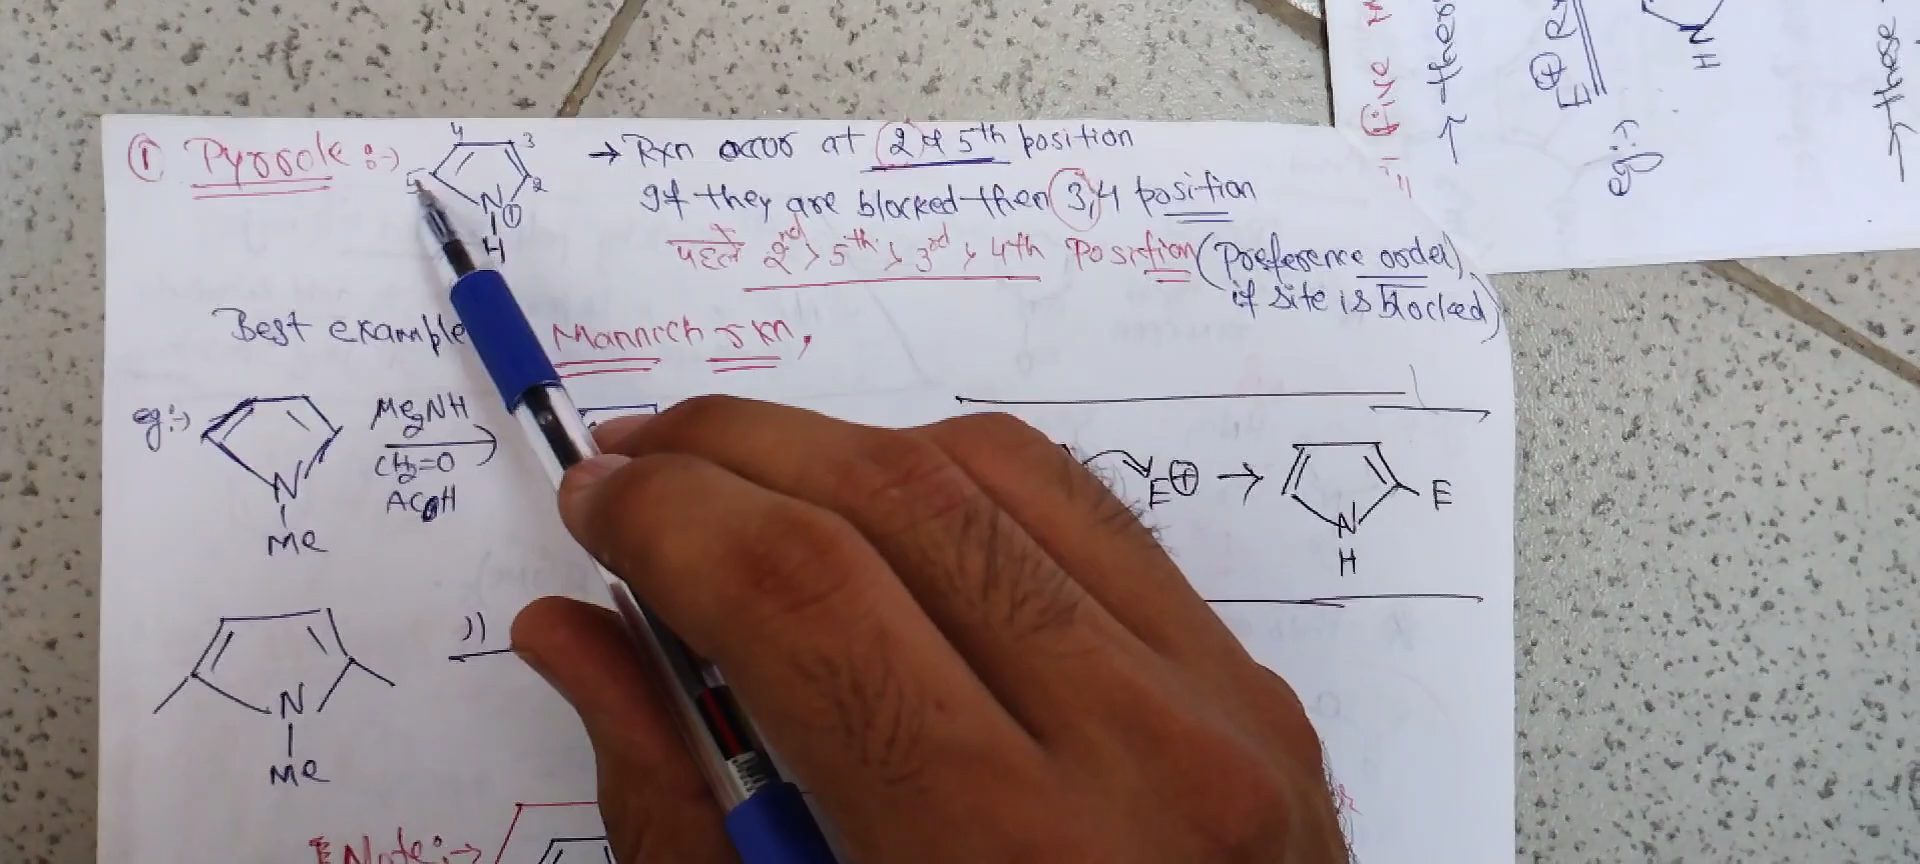 ① Pyrrole :-) 4 3 5 2 N H → Rxn occur at 2 & 5th position
If they are blocked then 3,4 position
पहले 2nd > 5th > 3rd > 4th Position (Preference order)
if site is blocked)
Best example Mannich rxn,
eg:-) N Me Me2NH CH2=O AcOH
E⊕ → N H E
N Me ))
Note:→
E⊕
eg:-)
NH